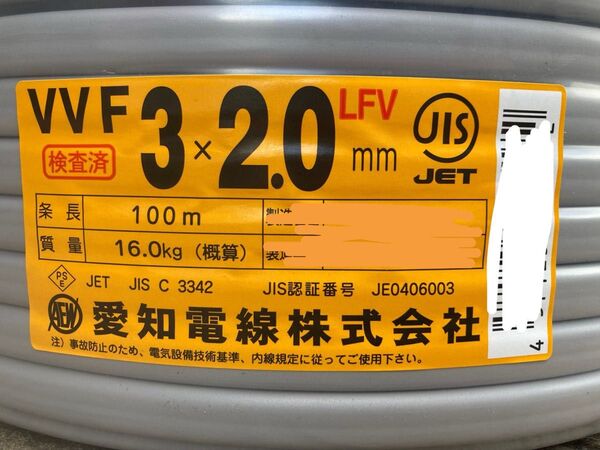 VVF 3×2.0mm LFV
検査済
JIS
JET
条長 100m
質量 16.0kg (概算)
PS
E
JET JIS C 3342 JIS認証番号 JE0406003
AEW 愛知電線株式会社
注) 事故防止のため、電気設備技術基準、内線規定に従ってご使用下さい。